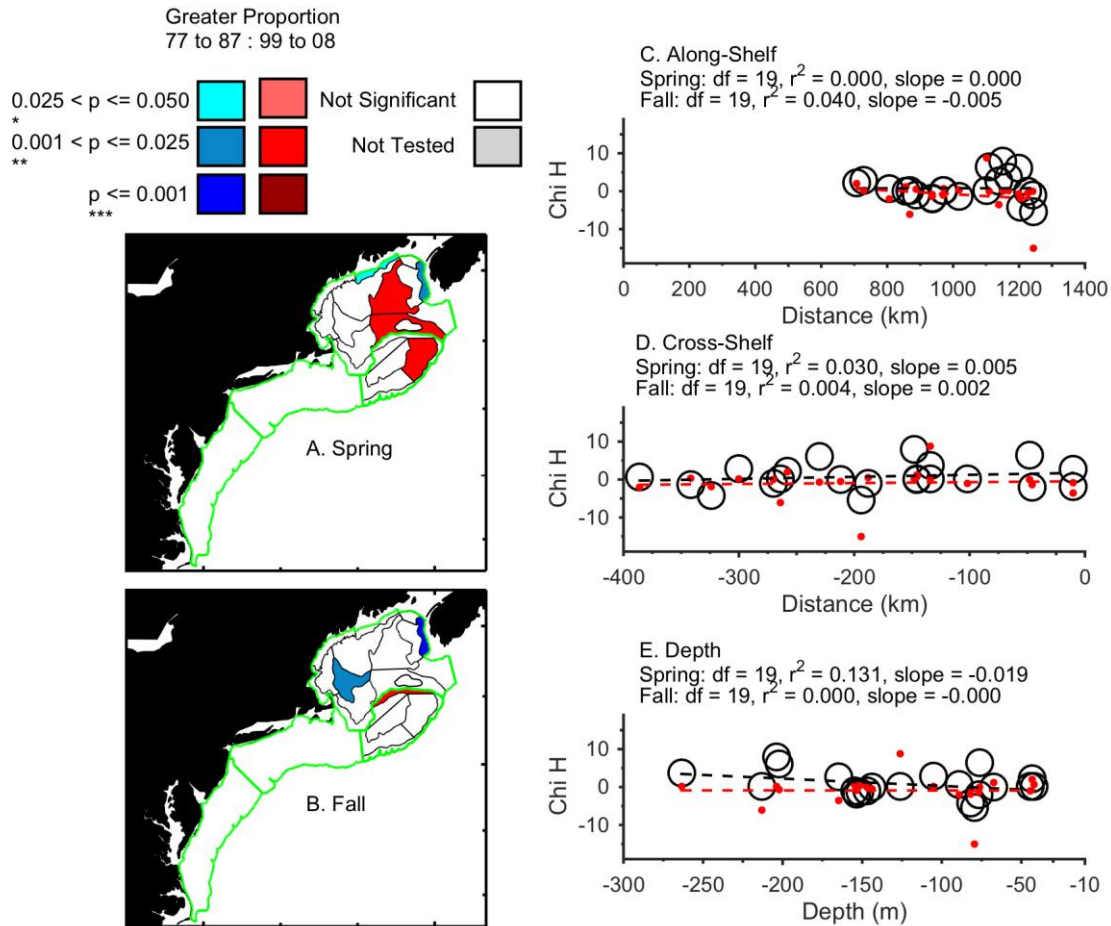 Greater Proportion
77 to 87 : 99 to 08
0.025 < p <= 0.050
*
0.001 < p <= 0.025
**
p <= 0.001
***
Not Significant
Not Tested
A. Spring
B. Fall
C. Along-Shelf
Spring: df = 19, r² = 0.000, slope = 0.000
Fall: df = 19, r² = 0.040, slope = -0.005
Chi H
10
0
-10
0 200 400 600 800 1000 1200 1400
Distance (km)
D. Cross-Shelf
Spring: df = 19, r² = 0.030, slope = 0.005
Fall: df = 19, r² = 0.004, slope = 0.002
Chi H
10
0
-10
-400 -300 -200 -100 0
Distance (km)
E. Depth
Spring: df = 19, r² = 0.131, slope = -0.019
Fall: df = 19, r² = 0.000, slope = -0.000
Chi H
10
0
-10
-300 -250 -200 -150 -100 -50 -10
Depth (m)